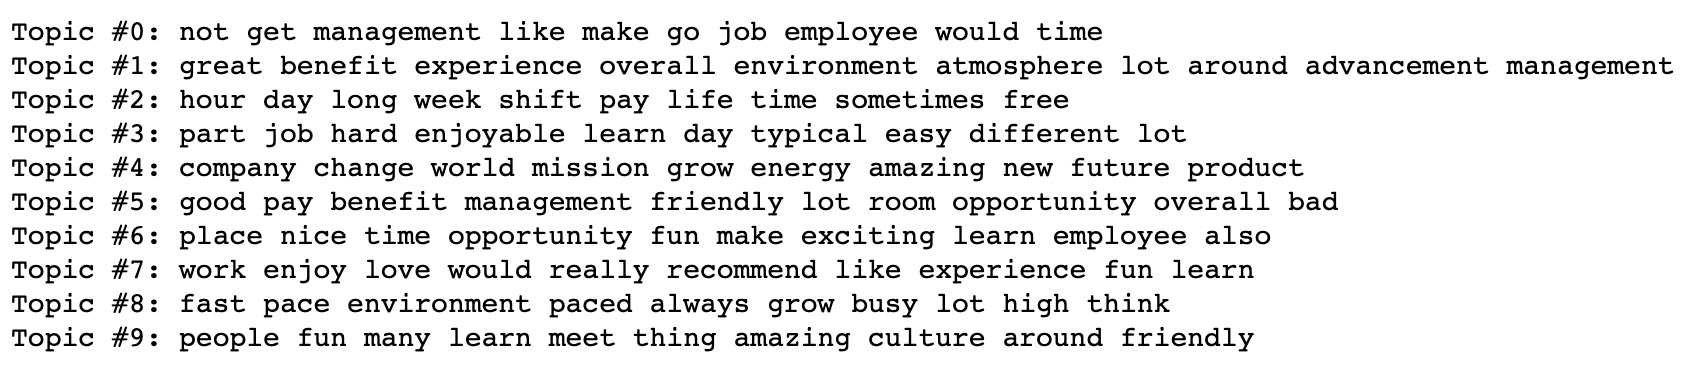 Topic #0: not get management like make go job employee would time
Topic #1: great benefit experience overall environment atmosphere lot around advancement management
Topic #2: hour day long week shift pay life time sometimes free
Topic #3: part job hard enjoyable learn day typical easy different lot
Topic #4: company change world mission grow energy amazing new future product
Topic #5: good pay benefit management friendly lot room opportunity overall bad
Topic #6: place nice time opportunity fun make exciting learn employee also
Topic #7: work enjoy love would really recommend like experience fun learn
Topic #8: fast pace environment paced always grow busy lot high think
Topic #9: people fun many learn meet thing amazing culture around friendly